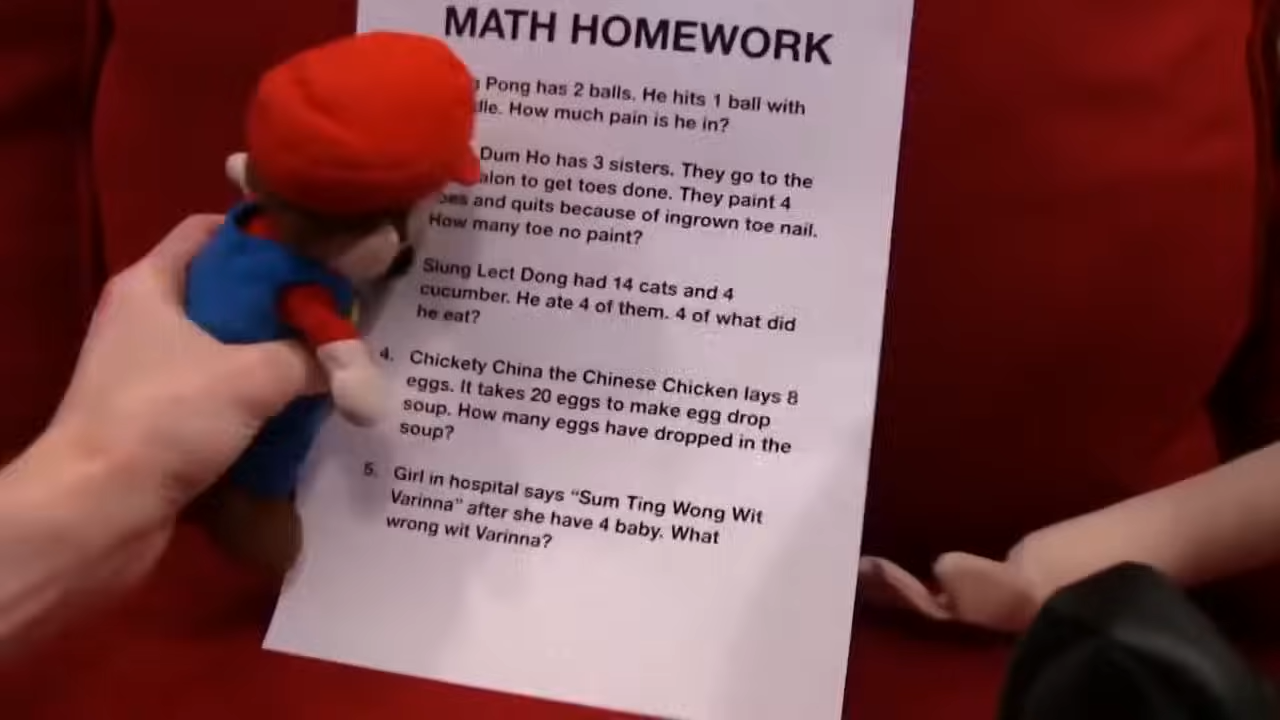 MATH HOMEWORK
Pong has 2 balls. He hits 1 ball with
How much pain is he in?
Dum Ho has 3 sisters. They go to the
to get toes done. They paint 4
and quits because of ingrown toe nail.
How many toe no paint?
Slung Lect Dong had 14 cats and 4
cucumber. He ate 4 of them. 4 of what did
he eat?
4. Chickety China the Chinese Chicken lays 8
eggs. It takes 20 eggs to make egg drop
soup. How many eggs have dropped in the
soup?
5. Girl in hospital says “Sum Ting Wong Wit
Varinna” after she have 4 baby. What
wrong wit Varinna?